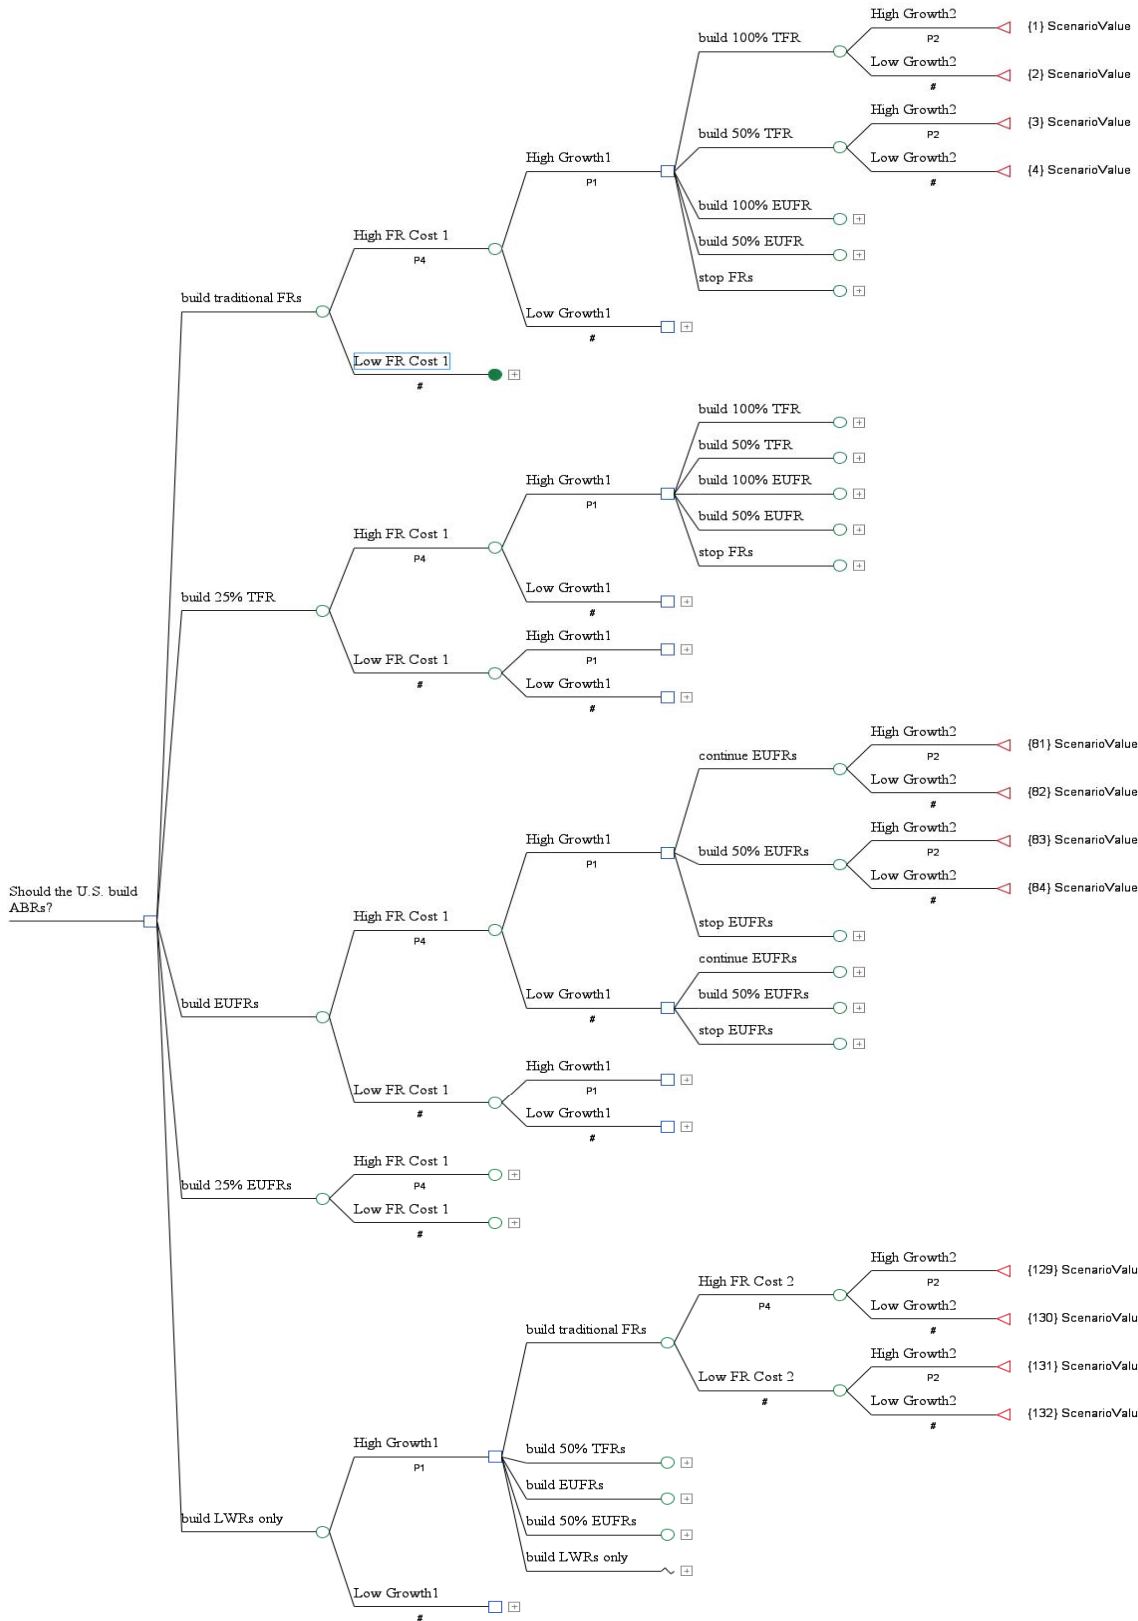 High Growth2
P2
{1} ScenarioValue
build 100% TFR
Low Growth2
#
{2} ScenarioValue
High Growth2
P2
{3} ScenarioValue
build 50% TFR
Low Growth2
#
{4} ScenarioValue
High Growth1
P1
build 100% EUFR
build 50% EUFR
stop FRs
High FR Cost 1
P4
Low Growth1
#
build traditional FRs
Low FR Cost 1
#
build 100% TFR
build 50% TFR
build 100% EUFR
build 50% EUFR
stop FRs
High Growth1
P1
High FR Cost 1
P4
Low Growth1
#
build 25% TFR
High Growth1
P1
Low FR Cost 1
#
Low Growth1
#
High Growth2
P2
{81} ScenarioValue
continue EUFRs
Low Growth2
#
{82} ScenarioValue
High Growth2
P2
{83} ScenarioValue
build 50% EUFRs
Low Growth2
#
{84} ScenarioValue
High Growth1
P1
stop EUFRs
Should the U.S. build
ABRs?
High FR Cost 1
P4
continue EUFRs
build 50% EUFRs
stop EUFRs
Low Growth1
#
build EUFRs
High Growth1
P1
Low FR Cost 1
#
Low Growth1
#
High FR Cost 1
P4
build 25% EUFRs
Low FR Cost 1
#
High Growth2
P2
{129} ScenarioValu
High FR Cost 2
P4
Low Growth2
#
{130} ScenarioValu
build traditional FRs
High Growth2
P2
{131} ScenarioValu
Low FR Cost 2
#
Low Growth2
#
{132} ScenarioValu
High Growth1
P1
build 50% TFRs
build EUFRs
build 50% EUFRs
build LWRs only
build LWRs only
Low Growth1
#